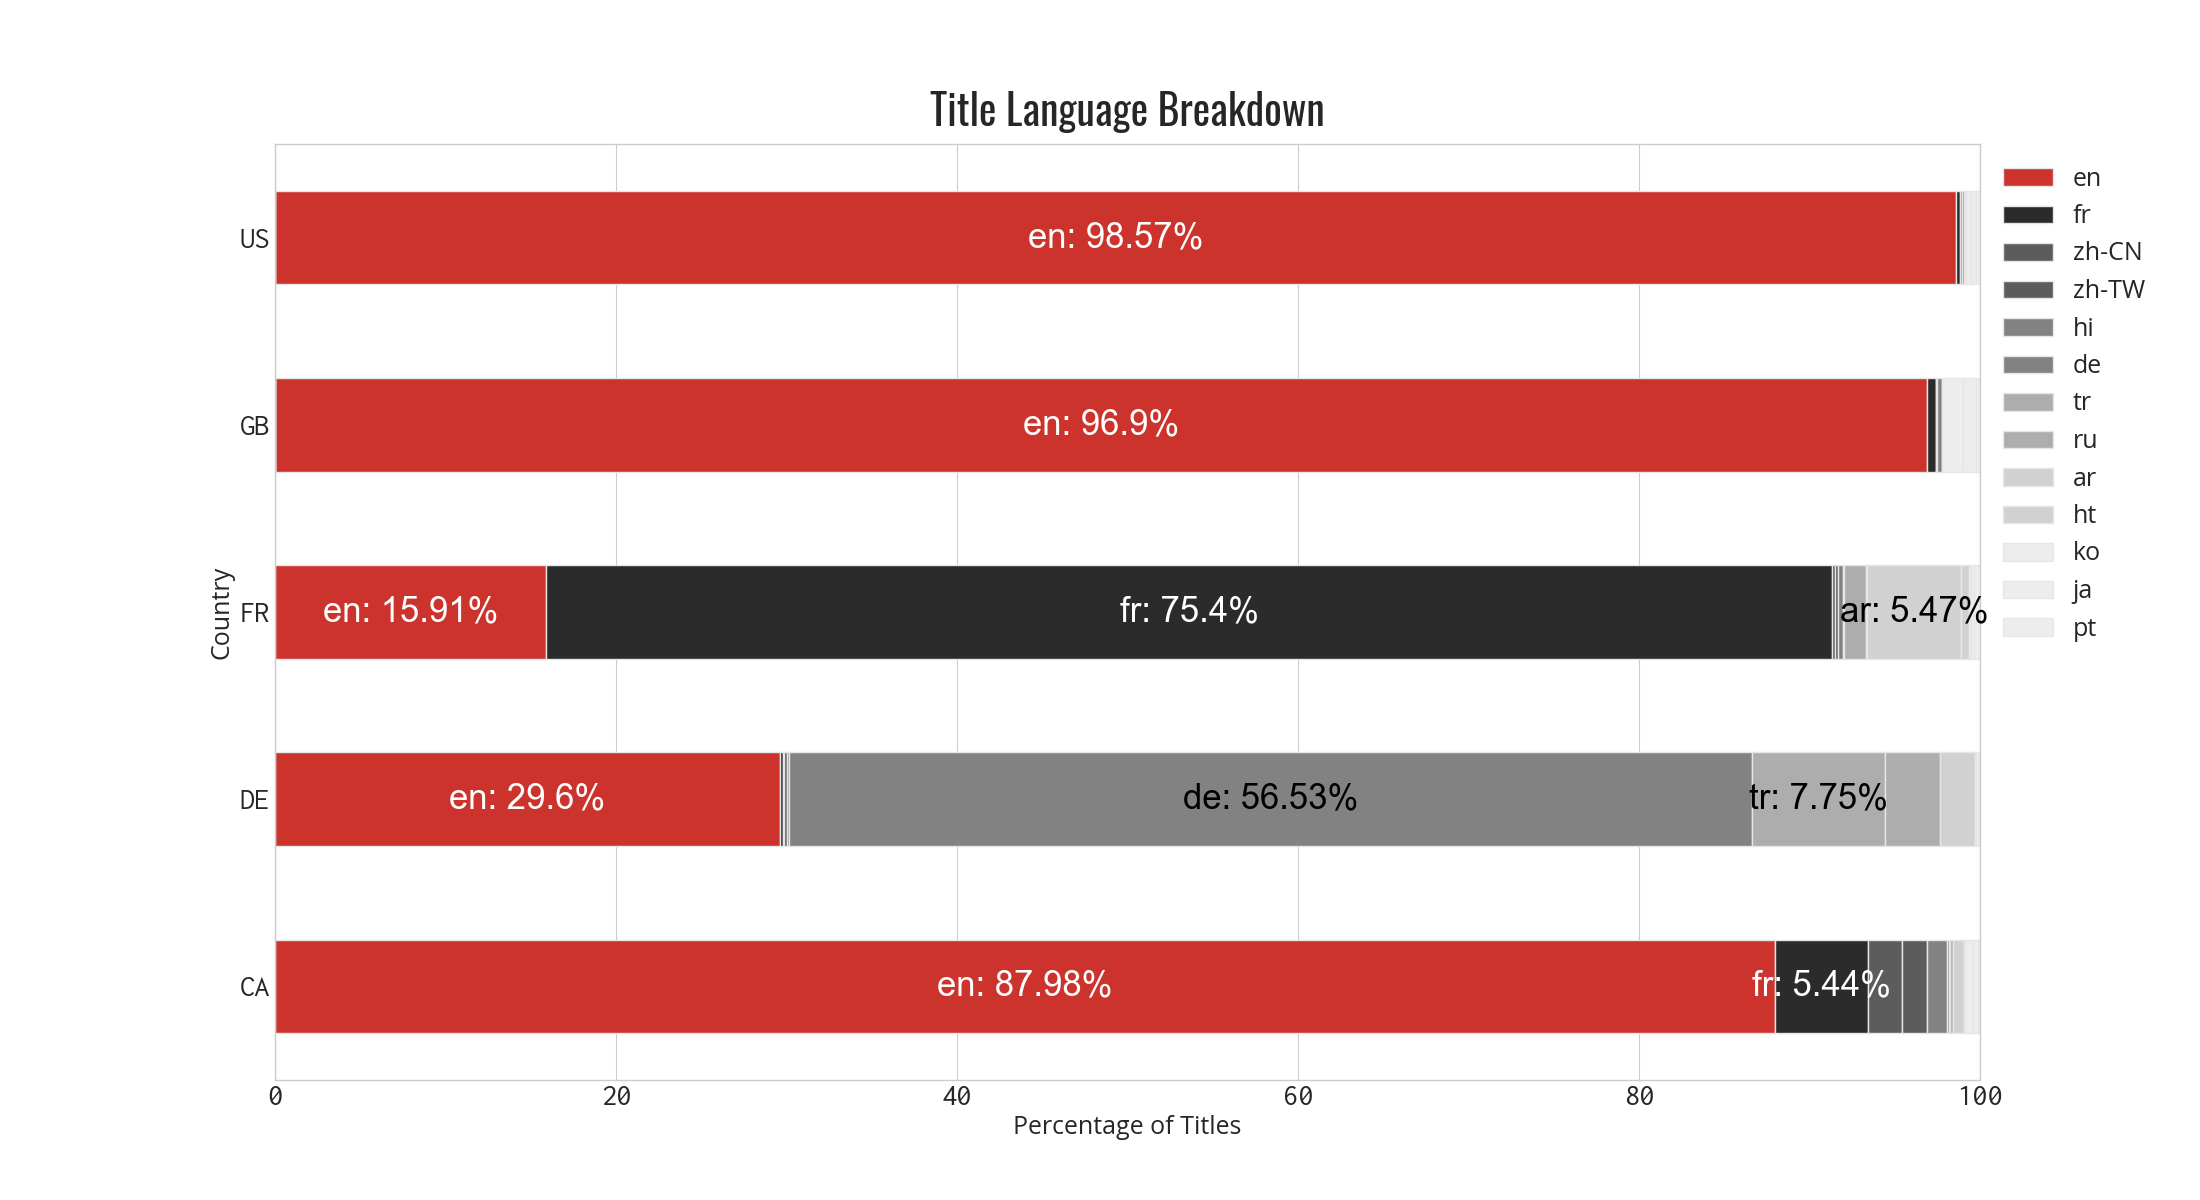 Title Language Breakdown
US
en: 98.57%
GB
en: 96.9%
Country
FR
en: 15.91%
fr: 75.4%
ar: 5.47%
DE
en: 29.6%
de: 56.53%
tr: 7.75%
CA
en: 87.98%
fr: 5.44%
0
20
40
60
80
100
Percentage of Titles
en
fr
zh-CN
zh-TW
hi
de
tr
ru
ar
ht
ko
ja
pt